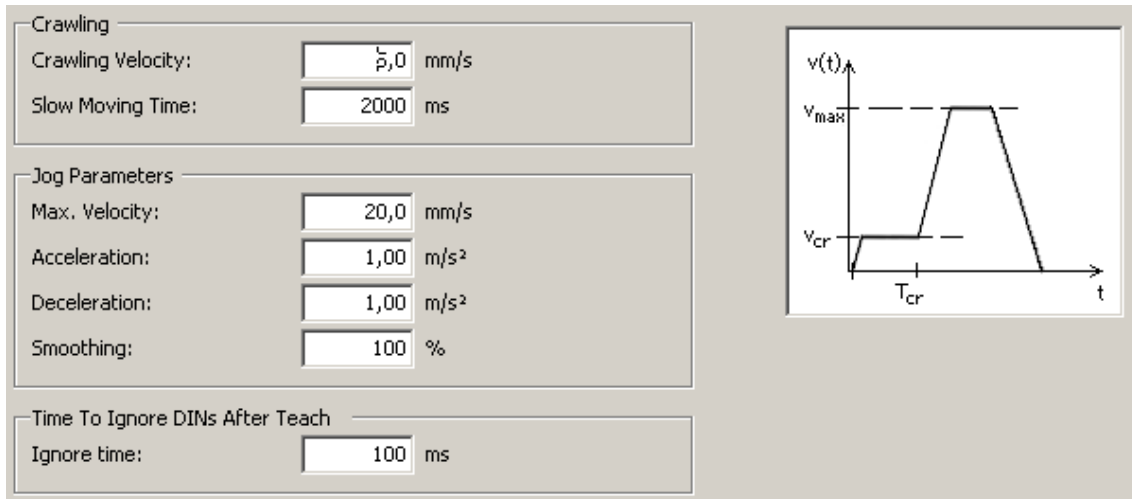 Crawling
Crawling Velocity: mm/s
Slow Moving Time: 2000 ms
Jog Parameters
Max. Velocity: 20,0 mm/s
Acceleration: 1,00 m/s²
Deceleration: 1,00 m/s²
Smoothing: 100 %
Time To Ignore DINs After Teach
Ignore time: 100 ms
v(t)
vmax
vcr
Tcr
t